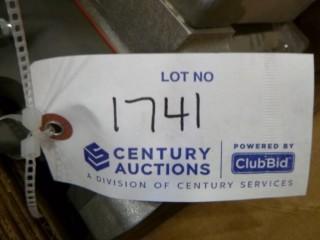 LOT NO
1741
CENTURY AUCTIONS
POWERED BY
ClubBid
A DIVISION OF CENTURY SERVICES